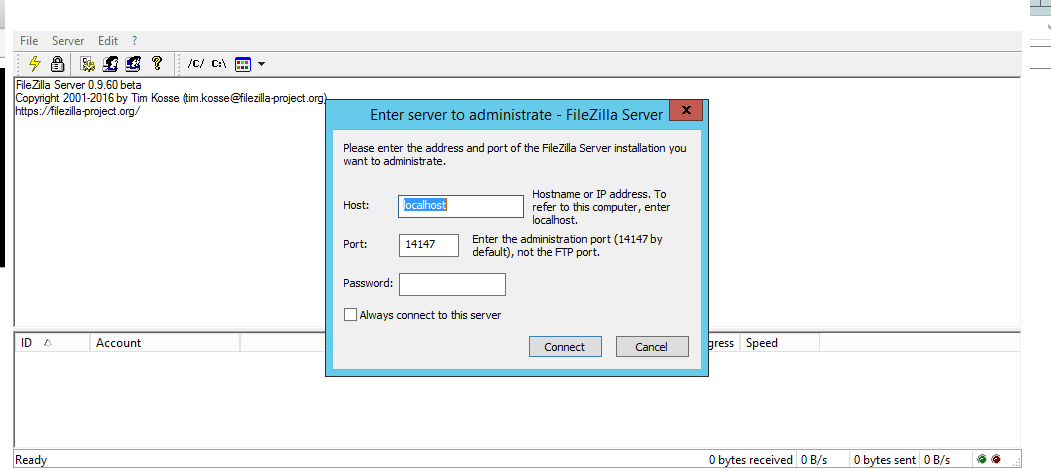 File Server Edit ?
/C/ C:\
FileZilla Server 0.9.60 beta
Copyright 2001-2016 by Tim Kosse (tim.kosse@filezilla-project.org)
https://filezilla-project.org/
Enter server to administrate - FileZilla Server
x
Please enter the address and port of the FileZilla Server installation you
want to administrate.
Host:
localhost
Hostname or IP address. To
refer to this computer, enter
localhost.
Port:
14147
Enter the administration port (14147 by
default), not the FTP port.
Password:
Always connect to this server
Connect Cancel
ID Account gress Speed
Ready 0 bytes received 0 B/s 0 bytes sent 0 B/s